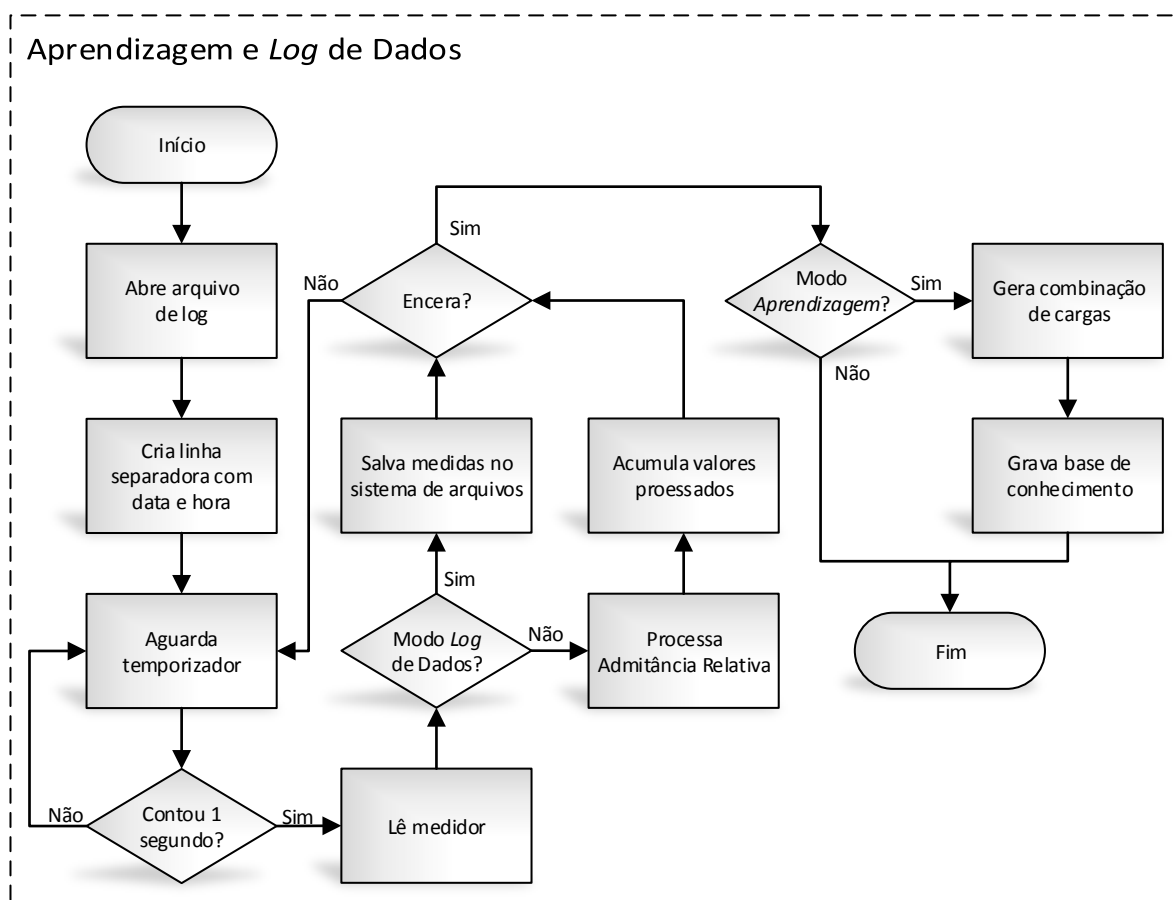 Aprendizagem e Log de Dados
Início
Abre arquivo
de log
Cria linha
separadora com
data e hora
Aguarda
temporizador
Contou 1
segundo?
Não
Sim
Lê medidor
Modo Log
de Dados?
Sim
Não
Salva medidas no
sistema de arquivos
Processa
Admitância Relativa
Acumula valores
proessados
Encera?
Não
Sim
Modo
Aprendizagem?
Sim
Não
Gera combinação
de cargas
Grava base de
conhecimento
Fim